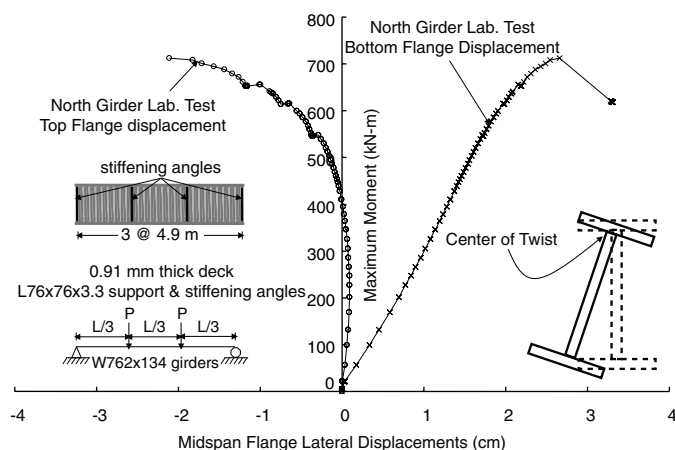 800
700
600
500
400
300
200
100
0
Maximum Moment (kN-m)
North Girder Lab. Test
Bottom Flange Displacement
North Girder Lab. Test
Top Flange displacement
stiffening angles
3 @ 4.9 m
0.91 mm thick deck
L76x76x3.3 support & stiffening angles
P P
L/3 L/3 L/3
W762x134 girders
Center of Twist
-4 -3 -2 -1 0 1 2 3 4
Midspan Flange Lateral Displacements (cm)